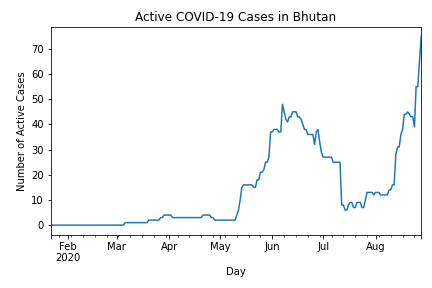 Active COVID-19 Cases in Bhutan
Number of Active Cases
70
60
50
40
30
20
10
0
Feb Mar Apr May Jun Jul Aug
2020
Day